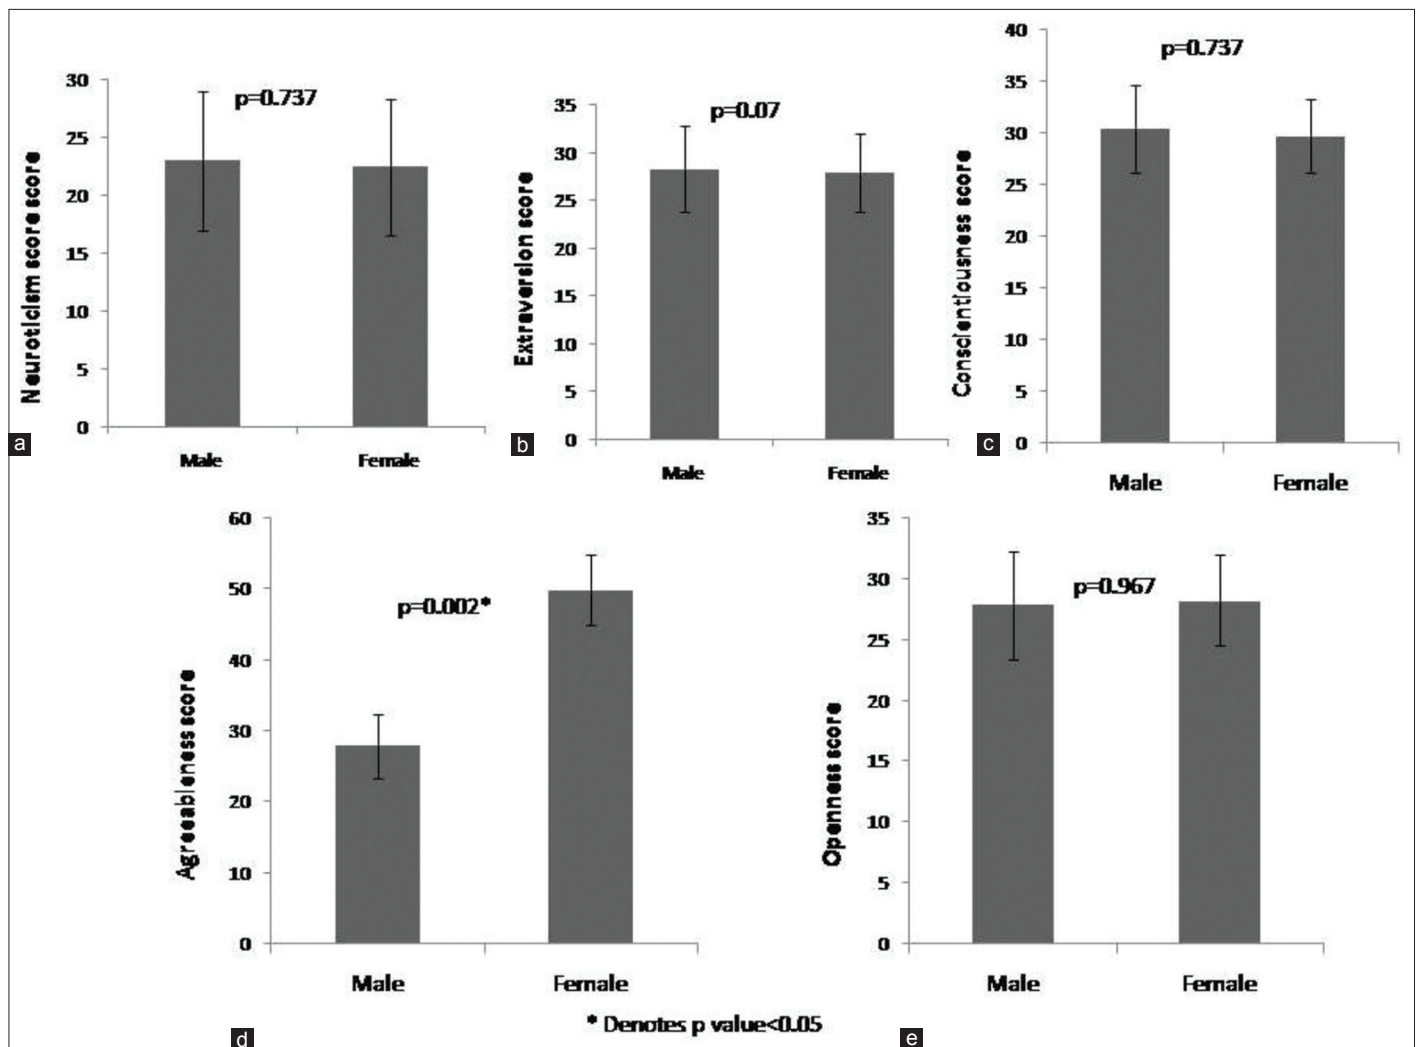 p=0.737
30
25
20
15
10
5
0
Neuroticism score score
Male Female
a
p=0.07
35
30
25
20
15
10
5
0
Extraversion score
Male Female
b
p=0.737
40
35
30
25
20
15
10
5
0
Conscientiousness score
Male Female
c
p=0.002*
60
50
40
30
20
10
0
Agreeableness score
Male Female
d
p=0.967
35
30
25
20
15
10
5
0
Openness score
Male Female
e
* Denotes p value<0.05